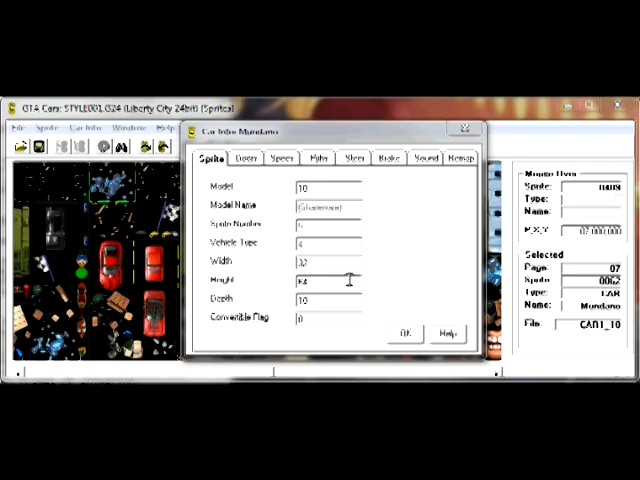 GTA Cars: STYLE001.G24 (Liberty City 24bit) [Sprites]
File Sprite Car Info Window Help
Car Info: Mundano
Sprite Doors Speed Misc Steer Brake Sound Remap
Model 10
Model Name (Shareware)
Sprite Number
Vehicle Type 4
Width 32
Height 64
Depth 10
Convertible Flag 0
OK Help
Mouse Over
Sprite:
Type:
Name:
P,X,Y
Selected
Page: 07
Sprite: 0062
Type: CAR
Name: Mundano
File: CAR1_10